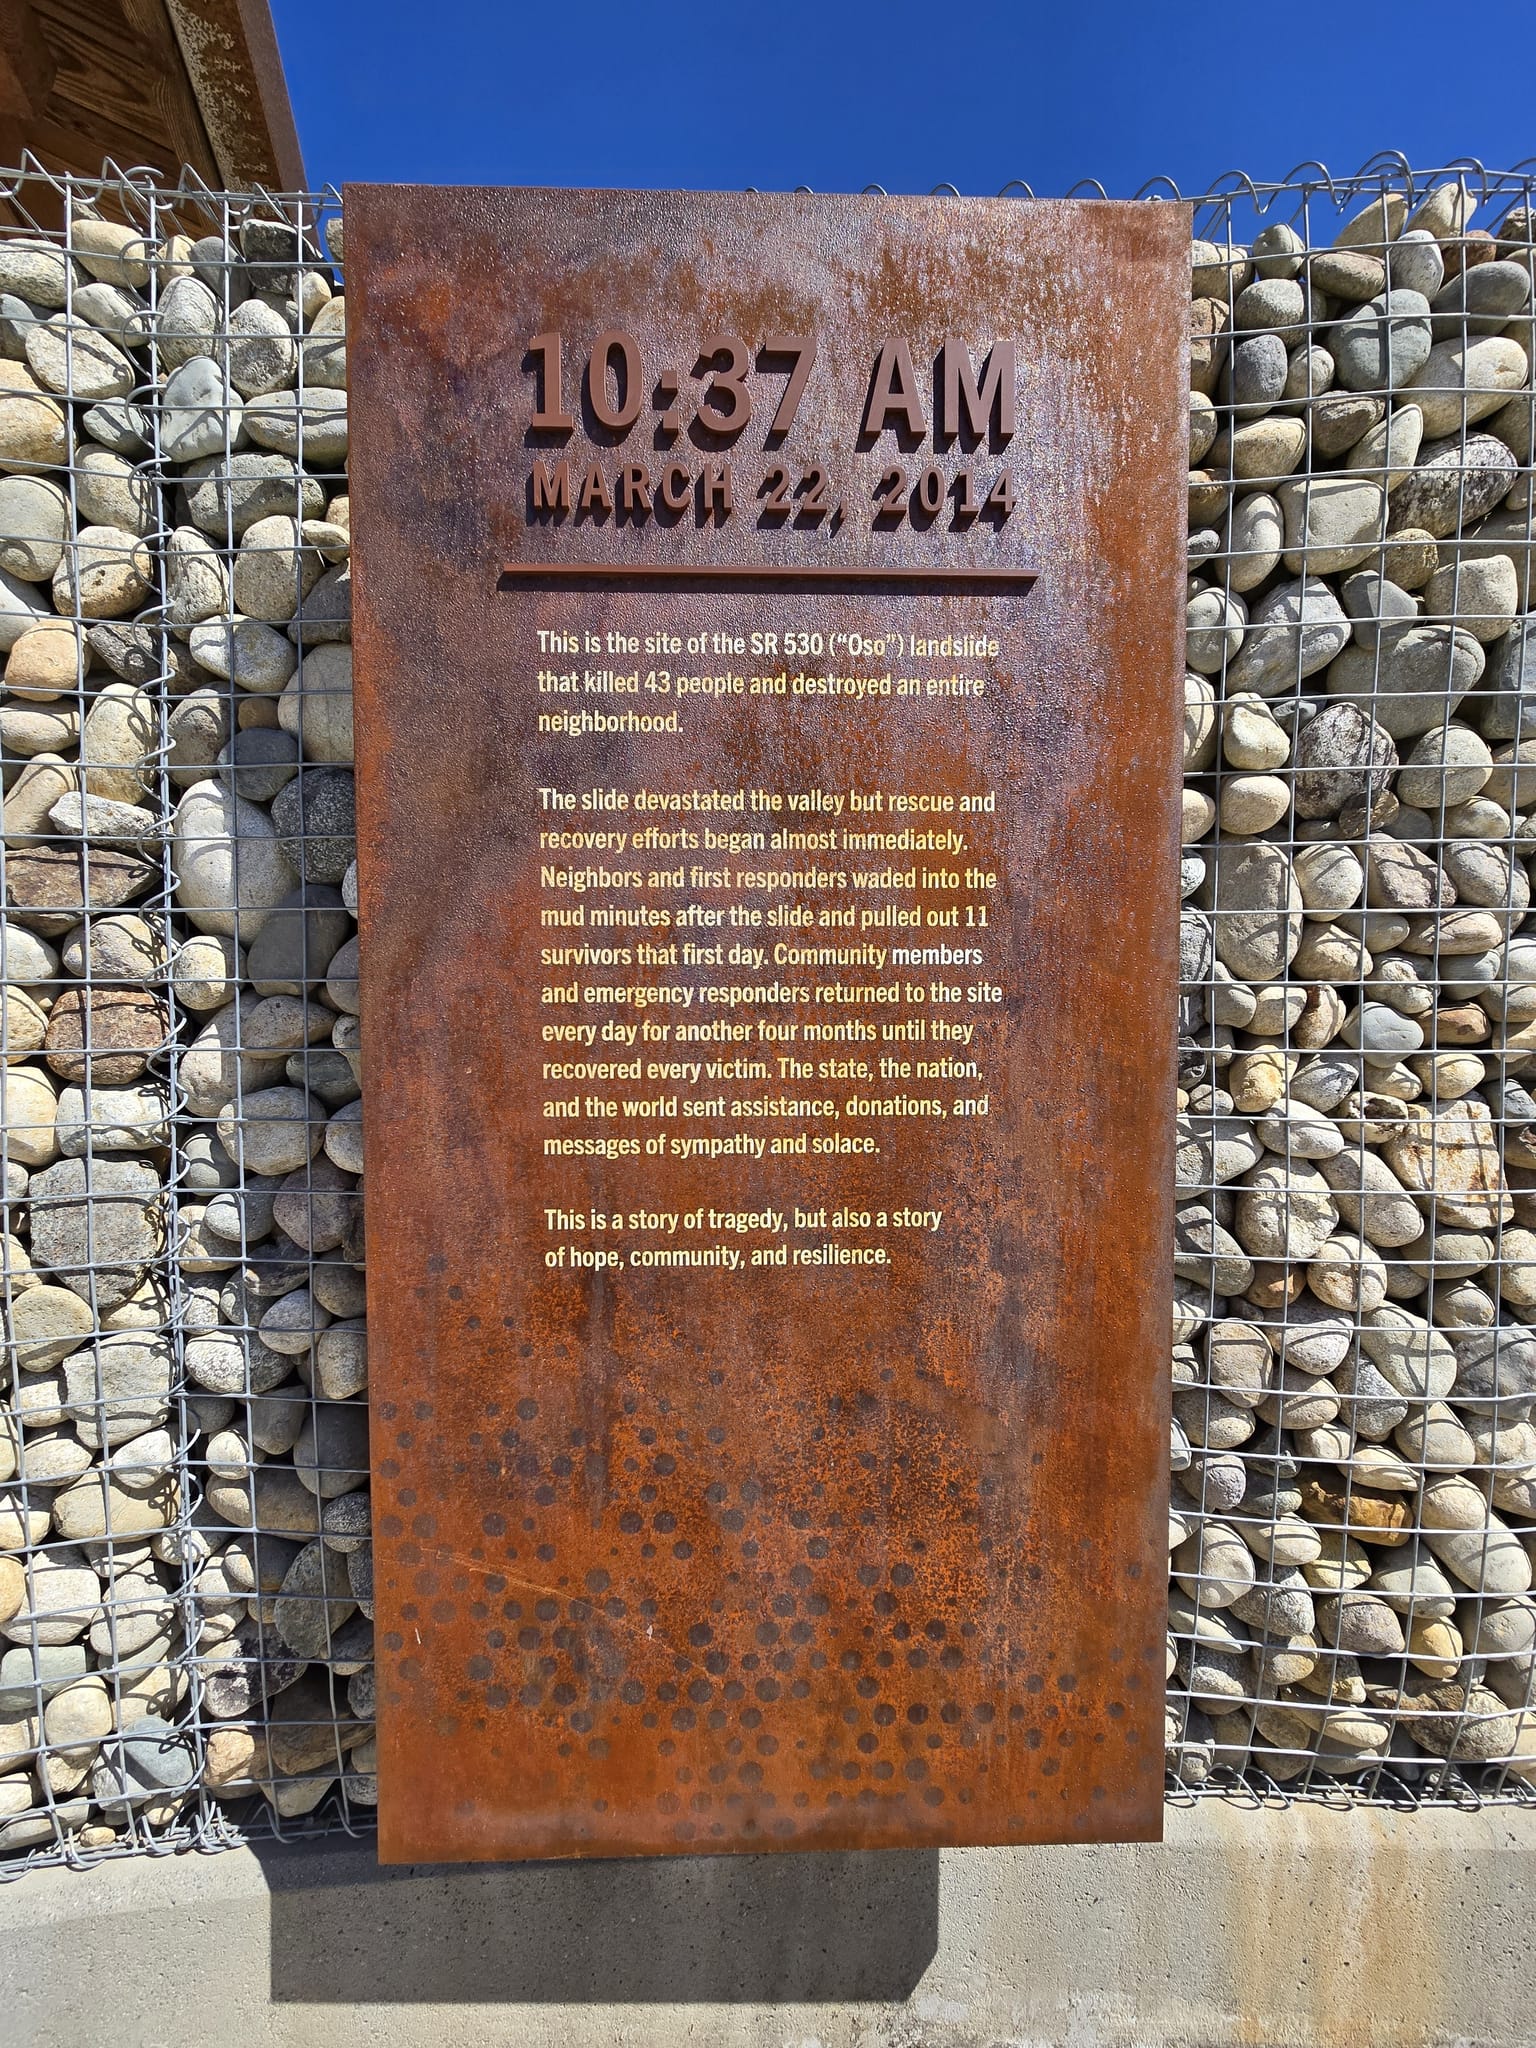 10:37 AM
MARCH 22, 2014
This is the site of the SR 530 (“Oso”) landslide
that killed 43 people and destroyed an entire
neighborhood.
The slide devastated the valley but rescue and
recovery efforts began almost immediately.
Neighbors and first responders waded into the
mud minutes after the slide and pulled out 11
survivors that first day. Community members
and emergency responders returned to the site
every day for another four months until they
recovered every victim. The state, the nation,
and the world sent assistance, donations, and
messages of sympathy and solace.
This is a story of tragedy, but also a story
of hope, community, and resilience.